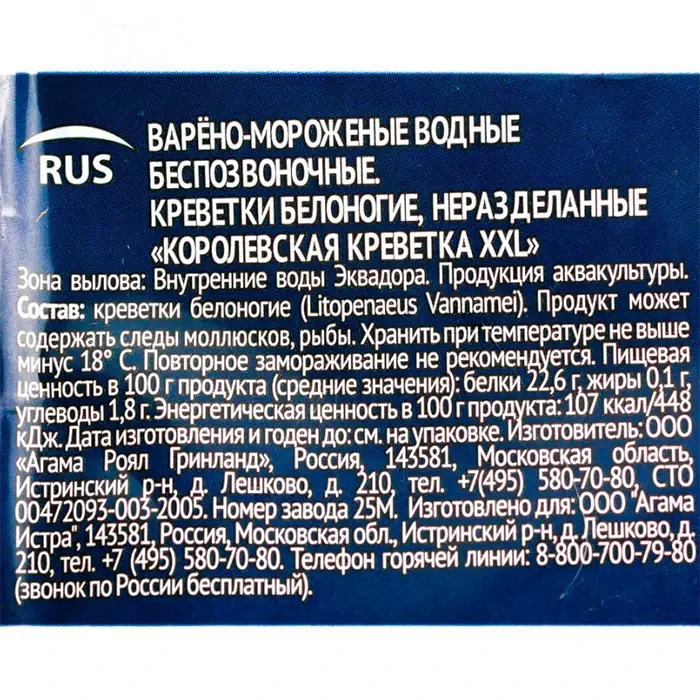 RUS
ВАРЁНО-МОРОЖЕНЫЕ ВОДНЫЕ
БЕСПОЗВОНОЧНЫЕ.
КРЕВЕТКИ БЕЛОНОГИЕ, НЕРАЗДЕЛАННЫЕ
«КОРОЛЕВСКАЯ КРЕВЕТКА XXL»
Зона вылова: Внутренние воды Эквадора. Продукция аквакультуры.
Состав: креветки белоногие (Litopenaeus Vannamei). Продукт может
содержать следы моллюсков, рыбы. Хранить при температуре не выше
минус 18° С. Повторное замораживание не рекомендуется. Пищевая
ценность в 100 г продукта (средние значения): белки 22,6 г, жиры 0,1 г,
углеводы 1,8 г. Энергетическая ценность в 100 г продукта: 107 ккал/448
кДж. Дата изготовления и годен до: см. на упаковке. Изготовитель: ООО
«Агама Роял Гринланд», Россия, 143581, Московская область,
Истринский р-н, д. Лешково, д. 210, тел. +7(495) 580-70-80, СТО
00472093-003-2005. Номер завода 25М. Изготовлено для: ООО "Агама
Истра", 143581, Россия, Московская обл., Истринский р-н, д. Лешково, д.
210, тел. +7 (495) 580-70-80. Телефон горячей линии: 8-800-700-79-80
(звонок по России бесплатный).